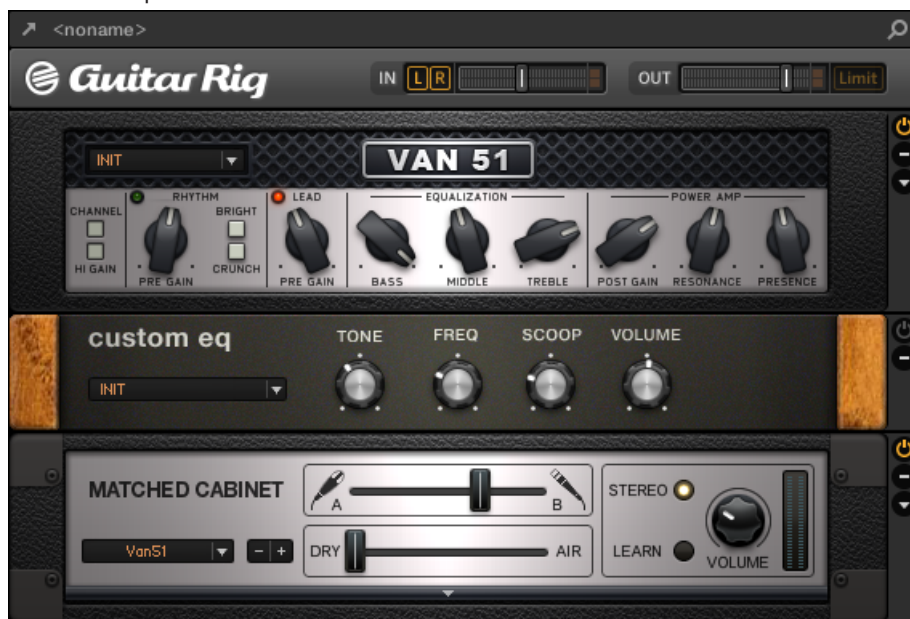 <noname>
Guitar Rig
IN L R OUT Limit
INIT
VAN 51
RHYTHM LEAD EQUALIZATION POWER AMP
CHANNEL BRIGHT
HI GAIN CRUNCH
PRE GAIN PRE GAIN BASS MIDDLE TREBLE POST GAIN RESONANCE PRESENCE
custom eq
TONE FREQ SCOOP VOLUME
INIT
MATCHED CABINET
A B
STEREO
Van51 - +
DRY AIR
LEARN
VOLUME